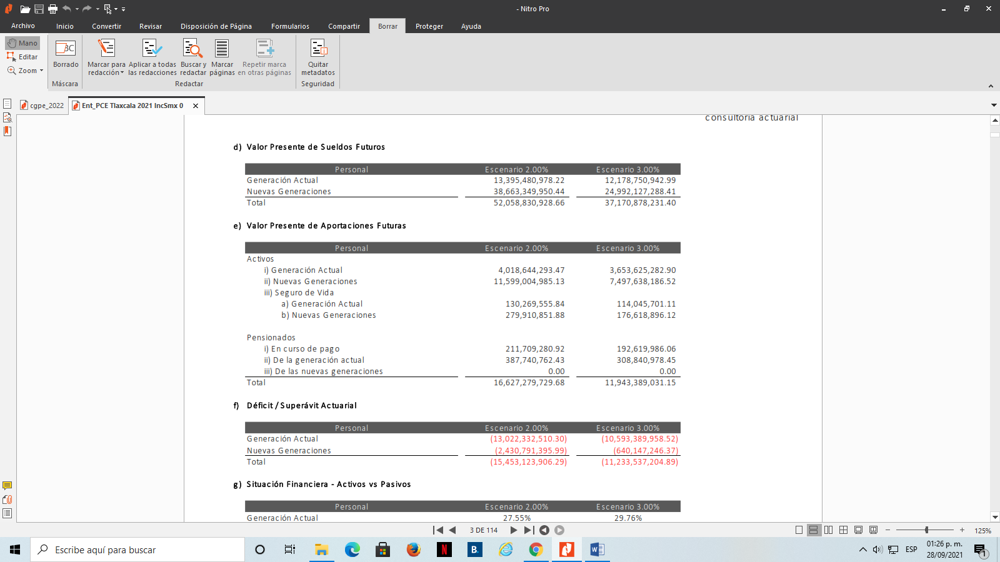 - Nitro Pro
Archivo Inicio Convertir Revisar Disposición de Página Formularios Compartir Borrar Proteger Ayuda
Mano
Editar
Zoom
BC
Borrado
Máscara
Marcar para redacción
Aplicar a todas las redacciones
Buscar y redactar
Marcar páginas
Repetir marca en otras páginas
Redactar
Quitar metadatos
Seguridad
cgpe_2022 Ent_PCE Tlaxcala 2021 IncSmx 0
consultoría actuarial
d) Valor Presente de Sueldos Futuros
Personal Escenario 2.00% Escenario 3.00%
Generación Actual 13,395,480,978.22 12,178,750,942.99
Nuevas Generaciones 38,663,349,950.44 24,992,127,288.41
Total 52,058,830,928.66 37,170,878,231.40
e) Valor Presente de Aportaciones Futuras
Personal Escenario 2.00% Escenario 3.00%
Activos
i) Generación Actual 4,018,644,293.47 3,653,625,282.90
ii) Nuevas Generaciones 11,599,004,985.13 7,497,638,186.52
iii) Seguro de Vida
a) Generación Actual 130,269,555.84 114,045,701.11
b) Nuevas Generaciones 279,910,851.88 176,618,896.12
Pensionados
i) En curso de pago 211,709,280.92 192,619,986.06
ii) De la generación actual 387,740,762.43 308,840,978.45
iii) De las nuevas generaciones 0.00 0.00
Total 16,627,279,729.68 11,943,389,031.15
f) Déficit / Superávit Actuarial
Personal Escenario 2.00% Escenario 3.00%
Generación Actual (13,022,332,510.30) (10,593,389,958.52)
Nuevas Generaciones (2,430,791,395.99) (640,147,246.37)
Total (15,453,123,906.29) (11,233,537,204.89)
g) Situación Financiera - Activos vs Pasivos
Personal Escenario 2.00% Escenario 3.00%
Generación Actual 27.55% 29.76%
3 DE 114
125%
Escribe aquí para buscar
N
B.
W
ESP
01:26 p. m.
28/09/2021
1